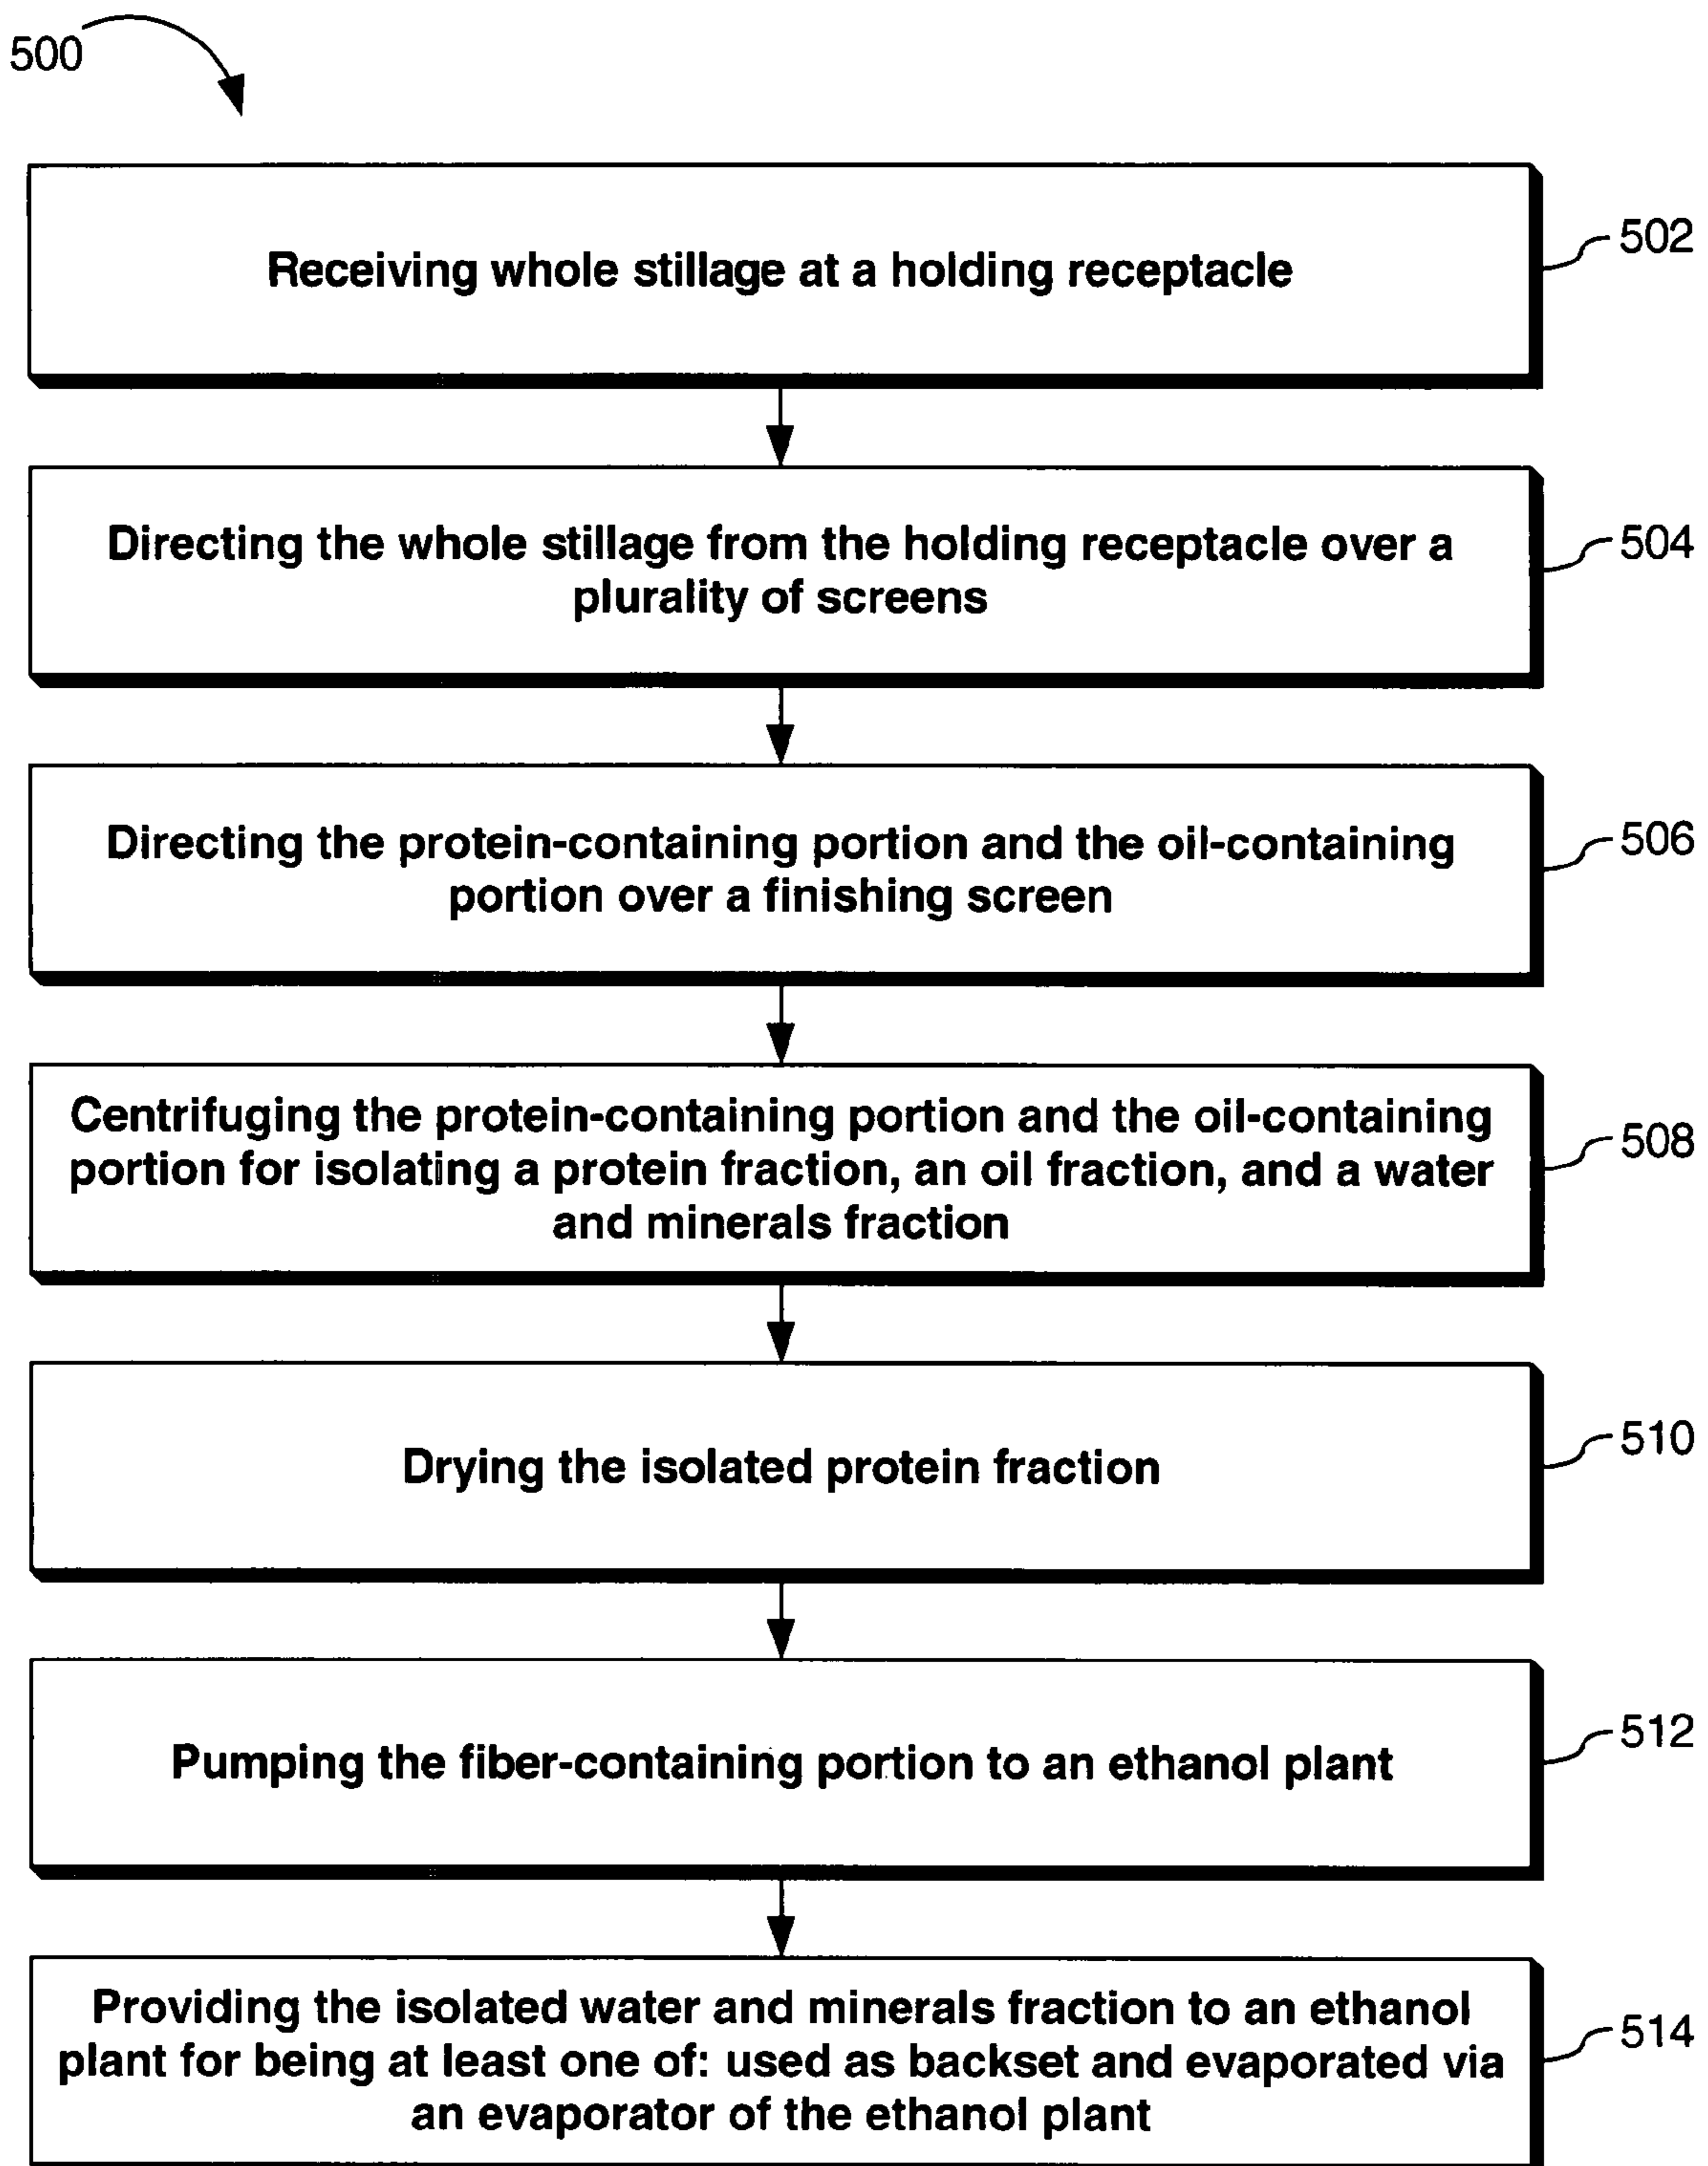 500
Receiving whole stillage at a holding receptacle
502
Directing the whole stillage from the holding receptacle over a
plurality of screens
504
Directing the protein-containing portion and the oil-containing
portion over a finishing screen
506
Centrifuging the protein-containing portion and the oil-containing
portion for isolating a protein fraction, an oil fraction, and a water
and minerals fraction
508
Drying the isolated protein fraction
510
Pumping the fiber-containing portion to an ethanol plant
512
Providing the isolated water and minerals fraction to an ethanol
plant for being at least one of: used as backset and evaporated via
an evaporator of the ethanol plant
514